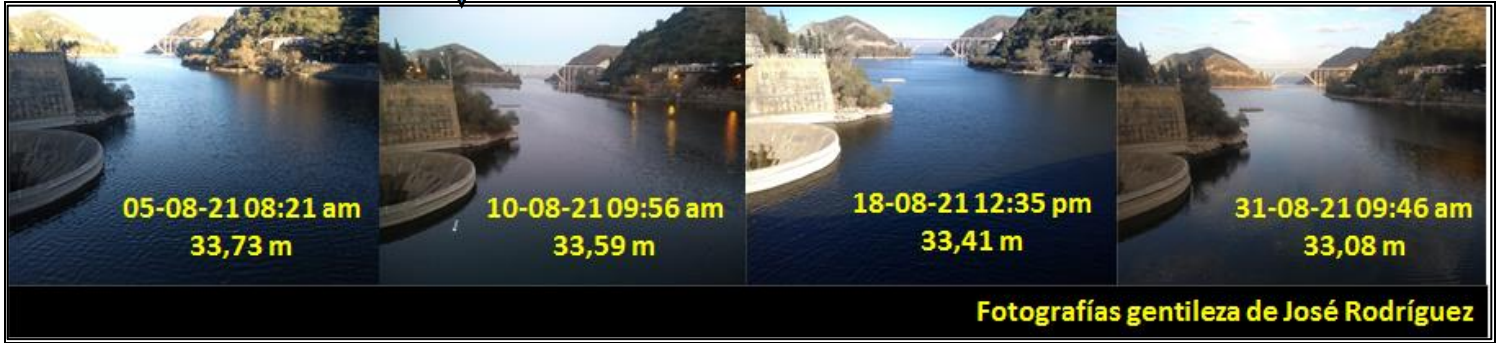 05-08-21 08:21 am
33,73 m
10-08-21 09:56 am
33,59 m
18-08-21 12:35 pm
33,41 m
31-08-21 09:46 am
33,08 m
Fotografías gentileza de José Rodríguez